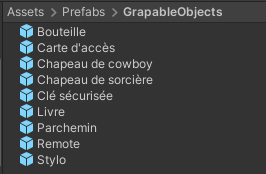 Assets > Prefabs > GrapableObjects
Bouteille
Carte d'accès
Chapeau de cowboy
Chapeau de sorcière
Clé sécurisée
Livre
Parchemin
Remote
Stylo